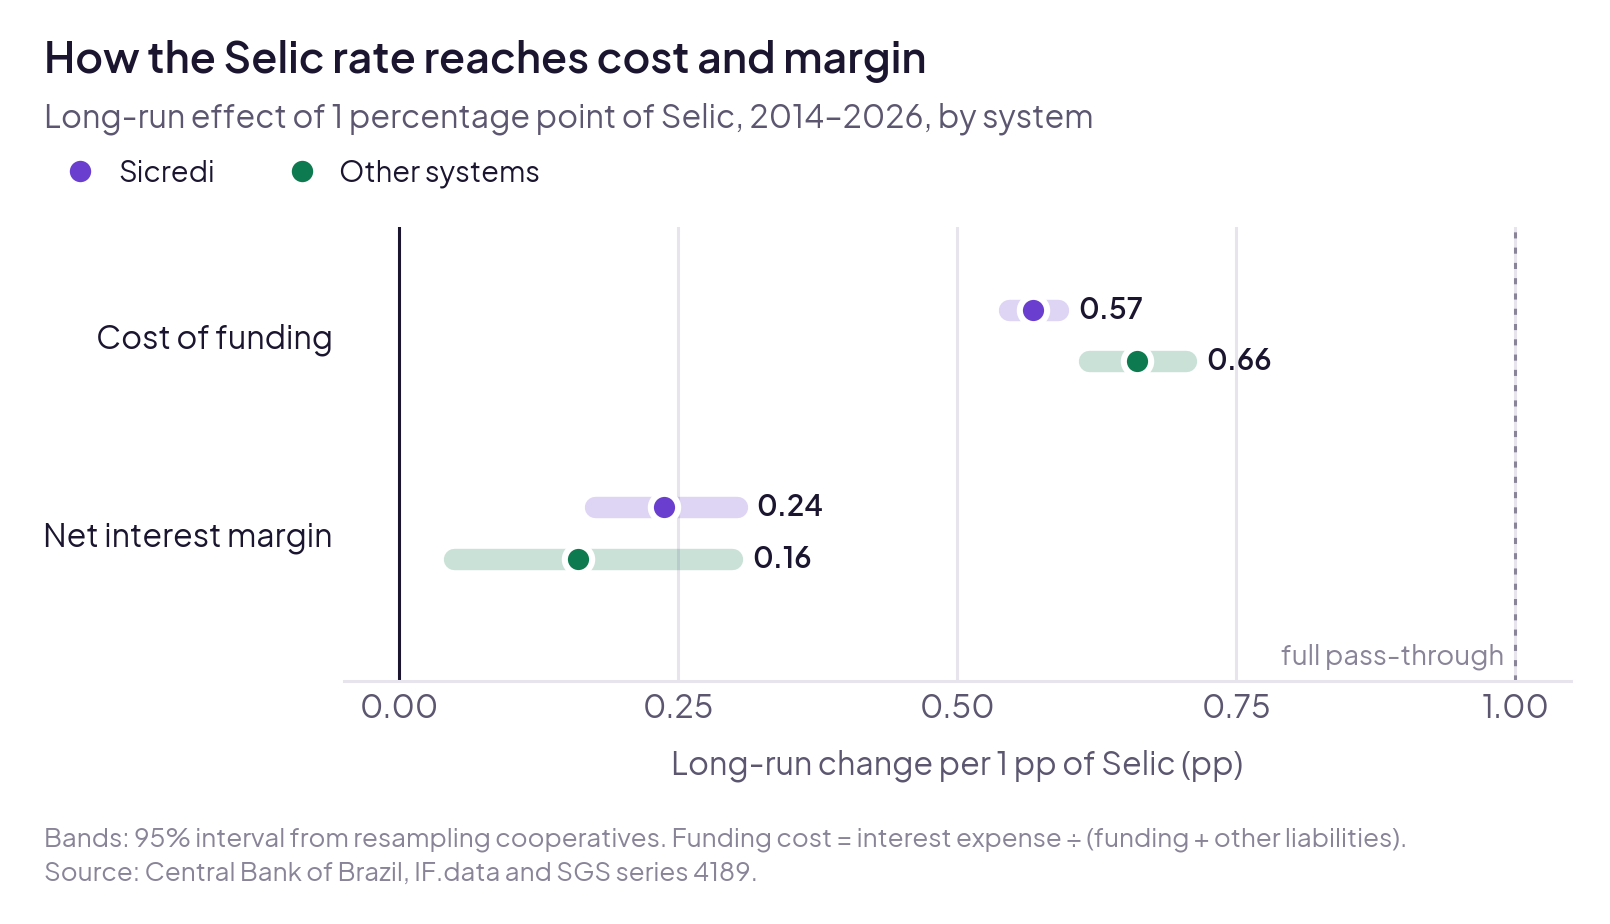 How the Selic rate reaches cost and margin
Long-run effect of 1 percentage point of Selic, 2014–2026, by system
Sicredi
Other systems
Cost of funding
0.57
0.66
Net interest margin
0.24
0.16
full pass-through
0.00
0.25
0.50
0.75
1.00
Long-run change per 1 pp of Selic (pp)
Bands: 95% interval from resampling cooperatives. Funding cost = interest expense ÷ (funding + other liabilities).
Source: Central Bank of Brazil, IF.data and SGS series 4189.